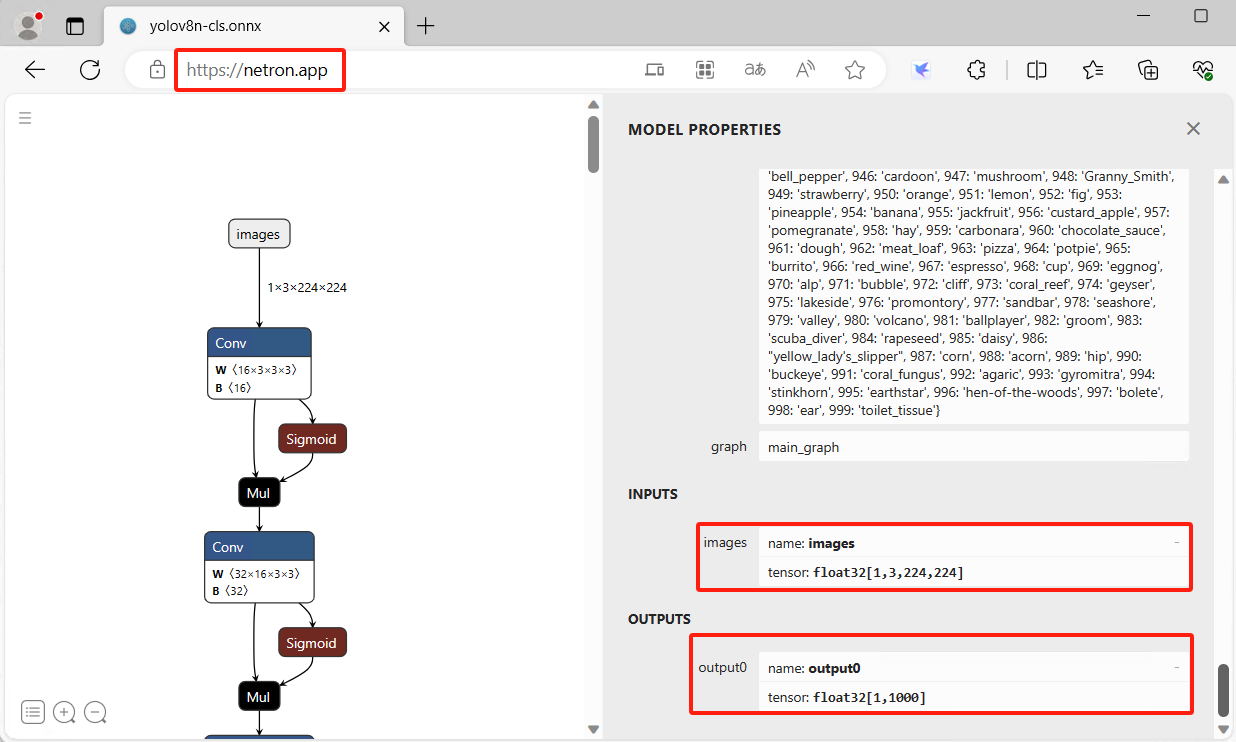 yolov8n-cls.onnx
https://netron.app
images
1×3×224×224
Conv
W 〈16×3×3×3〉
B 〈16〉
Sigmoid
Mul
Conv
W 〈32×16×3×3〉
B 〈32〉
Sigmoid
Mul
MODEL PROPERTIES
'bell_pepper', 946: 'cardoon', 947: 'mushroom', 948: 'Granny_Smith',
949: 'strawberry', 950: 'orange', 951: 'lemon', 952: 'fig', 953:
'pineapple', 954: 'banana', 955: 'jackfruit', 956: 'custard_apple', 957:
'pomegranate', 958: 'hay', 959: 'carbonara', 960: 'chocolate_sauce',
961: 'dough', 962: 'meat_loaf', 963: 'pizza', 964: 'potpie', 965:
'burrito', 966: 'red_wine', 967: 'espresso', 968: 'cup', 969: 'eggnog',
970: 'alp', 971: 'bubble', 972: 'cliff', 973: 'coral_reef', 974: 'geyser',
975: 'lakeside', 976: 'promontory', 977: 'sandbar', 978: 'seashore',
979: 'valley', 980: 'volcano', 981: 'ballplayer', 982: 'groom', 983:
'scuba_diver', 984: 'rapeseed', 985: 'daisy', 986:
"yellow_lady's_slipper", 987: 'corn', 988: 'acorn', 989: 'hip', 990:
'buckeye', 991: 'coral_fungus', 992: 'agaric', 993: 'gyromitra', 994:
'stinkhorn', 995: 'earthstar', 996: 'hen-of-the-woods', 997: 'bolete',
998: 'ear', 999: 'toilet_tissue'}
graph main_graph
INPUTS
images name: images -
tensor: float32[1,3,224,224]
OUTPUTS
output0 name: output0 -
tensor: float32[1,1000]